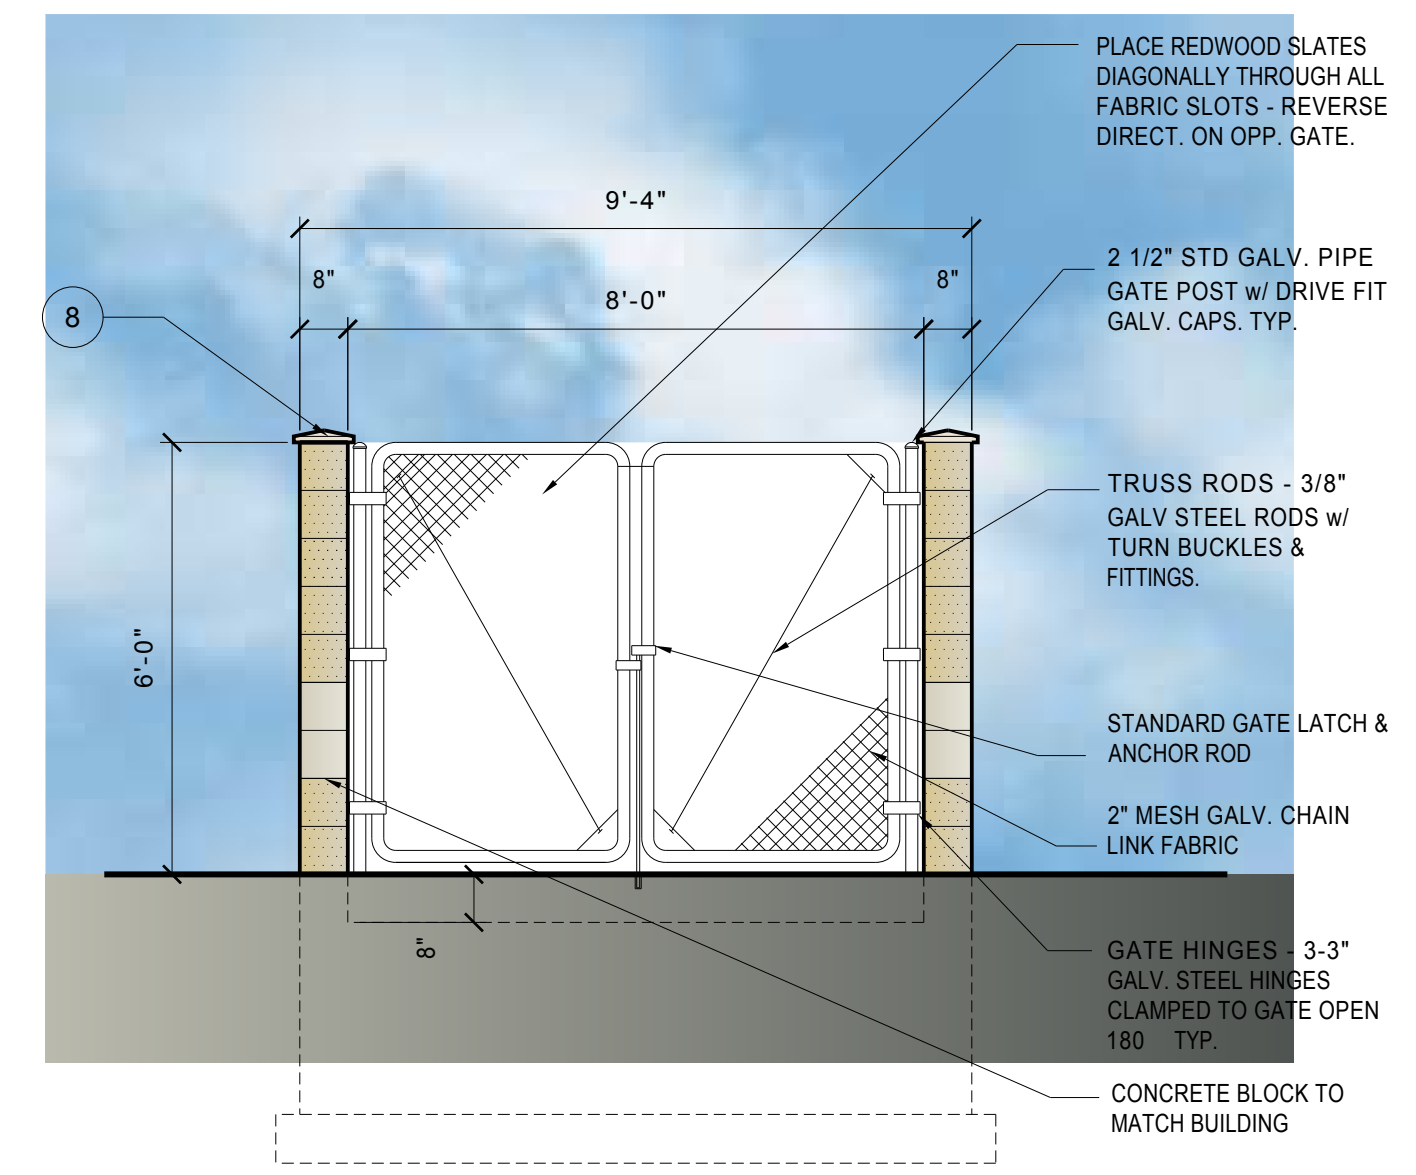 PLACE REDWOOD SLATES
DIAGONALLY THROUGH ALL
FABRIC SLOTS - REVERSE
DIRECT. ON OPP. GATE.
9'-4"
8"
8'-0"
8"
2 1/2" STD GALV. PIPE
GATE POST w/ DRIVE FIT
GALV. CAPS. TYP.
8
TRUSS RODS - 3/8"
GALV STEEL RODS w/
TURN BUCKLES &
FITTINGS.
6'-0"
STANDARD GATE LATCH &
ANCHOR ROD
2" MESH GALV. CHAIN
LINK FABRIC
8"
GATE HINGES - 3-3"
GALV. STEEL HINGES
CLAMPED TO GATE OPEN
180 TYP.
CONCRETE BLOCK TO
MATCH BUILDING